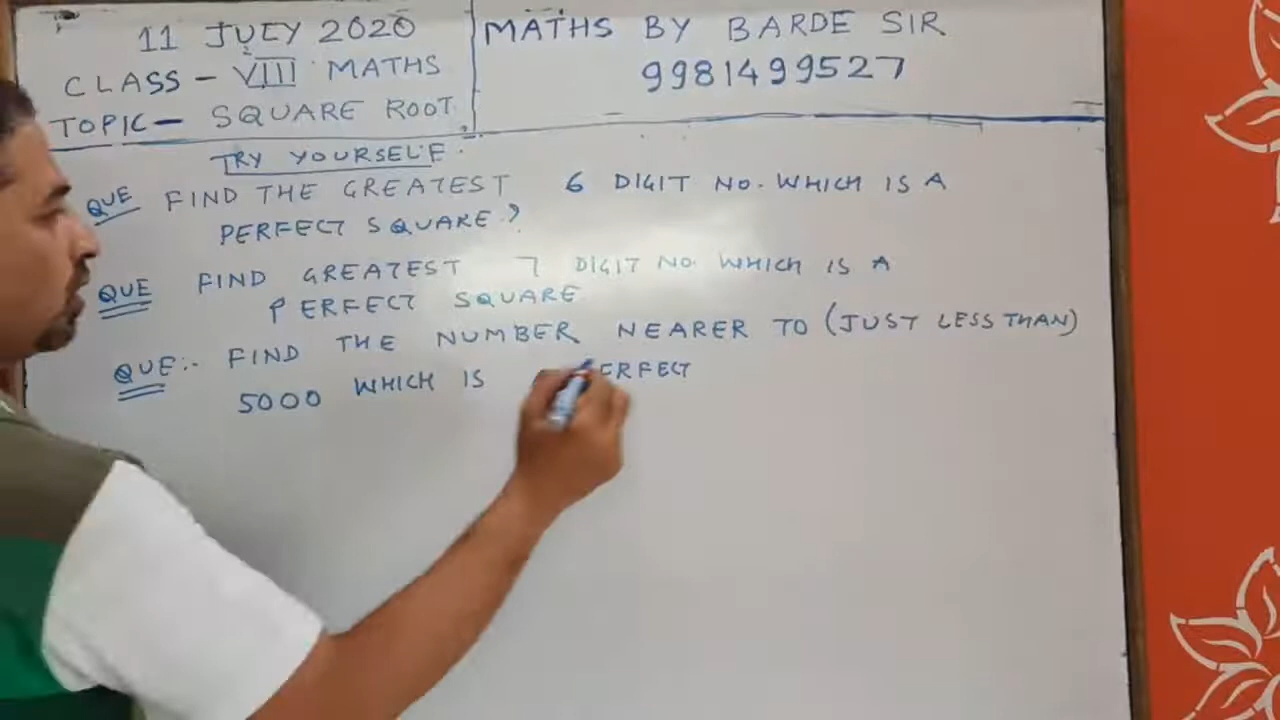 11 JULY 2020
CLASS - VIII MATHS
TOPIC - SQUARE ROOT
MATHS BY BARDE SIR
9981499527
TRY YOURSELF.
QUE FIND THE GREATEST 6 DIGIT NO. WHICH IS A
PERFECT SQUARE?
QUE FIND GREATEST 7 DIGIT NO. WHICH IS A
PERFECT SQUARE
QUE:- FIND THE NUMBER NEARER TO (JUST LESS THAN)
5000 WHICH IS PERFECT